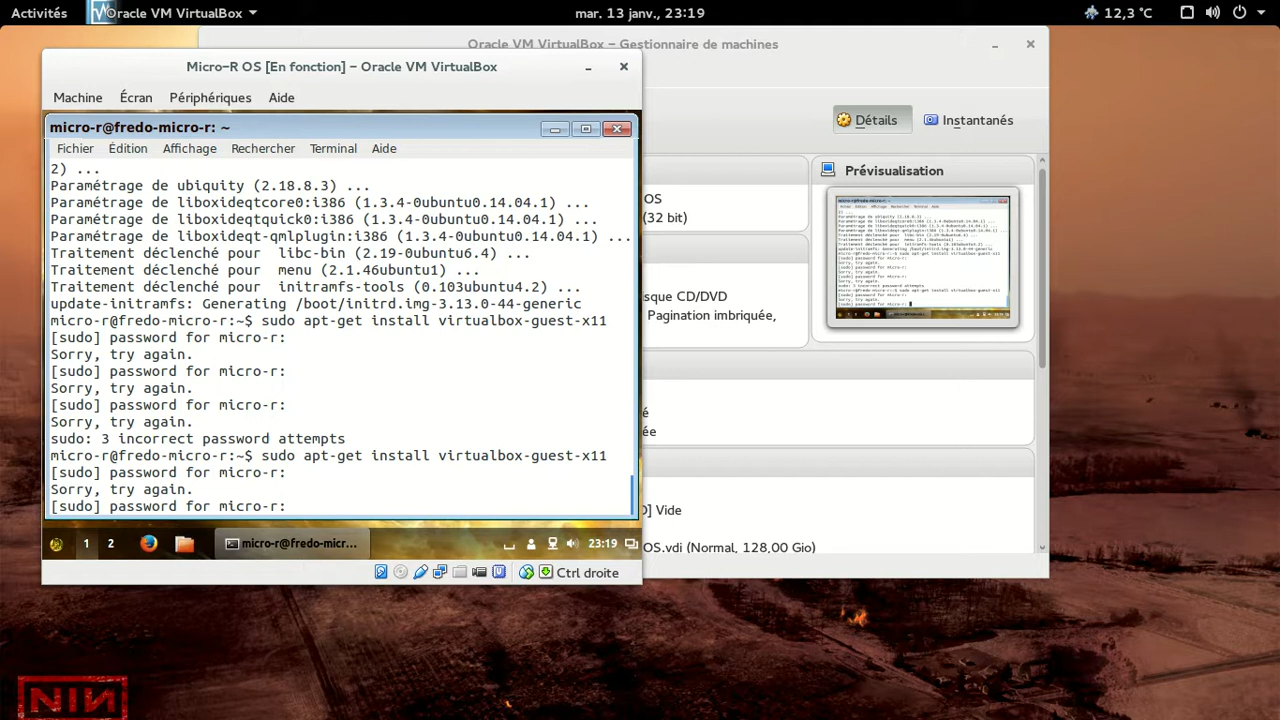 Activités
Oracle VM VirtualBox
mar. 13 janv., 23:19
12,3 °C
Oracle VM VirtualBox – Gestionnaire de machines
Micro-R OS [En fonction] – Oracle VM VirtualBox
Machine Écran Périphériques Aide
Détails
Instantanés
micro-r@fredo-micro-r: ~
Fichier Édition Affichage Rechercher Terminal Aide
2) ...
Paramétrage de ubiquity (2.18.8.3) ...
Paramétrage de liboxideqtcore0:i386 (1.3.4-0ubuntu0.14.04.1) ...
Paramétrage de liboxideqtquick0:i386 (1.3.4-0ubuntu0.14.04.1) ...
Paramétrage de liboxideqt-qmlplugin:i386 (1.3.4-0ubuntu0.14.04.1) ...
Traitement déclenché pour libc-bin (2.19-0ubuntu6.4) ...
Traitement déclenché pour menu (2.1.46ubuntu1) ...
Traitement déclenché pour initramfs-tools (0.103ubuntu4.2) ...
update-initramfs: Generating /boot/initrd.img-3.13.0-44-generic
micro-r@fredo-micro-r:~$ sudo apt-get install virtualbox-guest-x11
[sudo] password for micro-r:
Sorry, try again.
[sudo] password for micro-r:
Sorry, try again.
[sudo] password for micro-r:
Sorry, try again.
sudo: 3 incorrect password attempts
micro-r@fredo-micro-r:~$ sudo apt-get install virtualbox-guest-x11
[sudo] password for micro-r:
Sorry, try again.
[sudo] password for micro-r:
1 2
micro-r@fredo-micr...
23:19
Ctrl droite
Prévisualisation
OS
(32 bit)
sque CD/DVD
Pagination imbriquée,
é
ée
D] Vide
OS.vdi (Normal, 128,00 Gio)
NIN